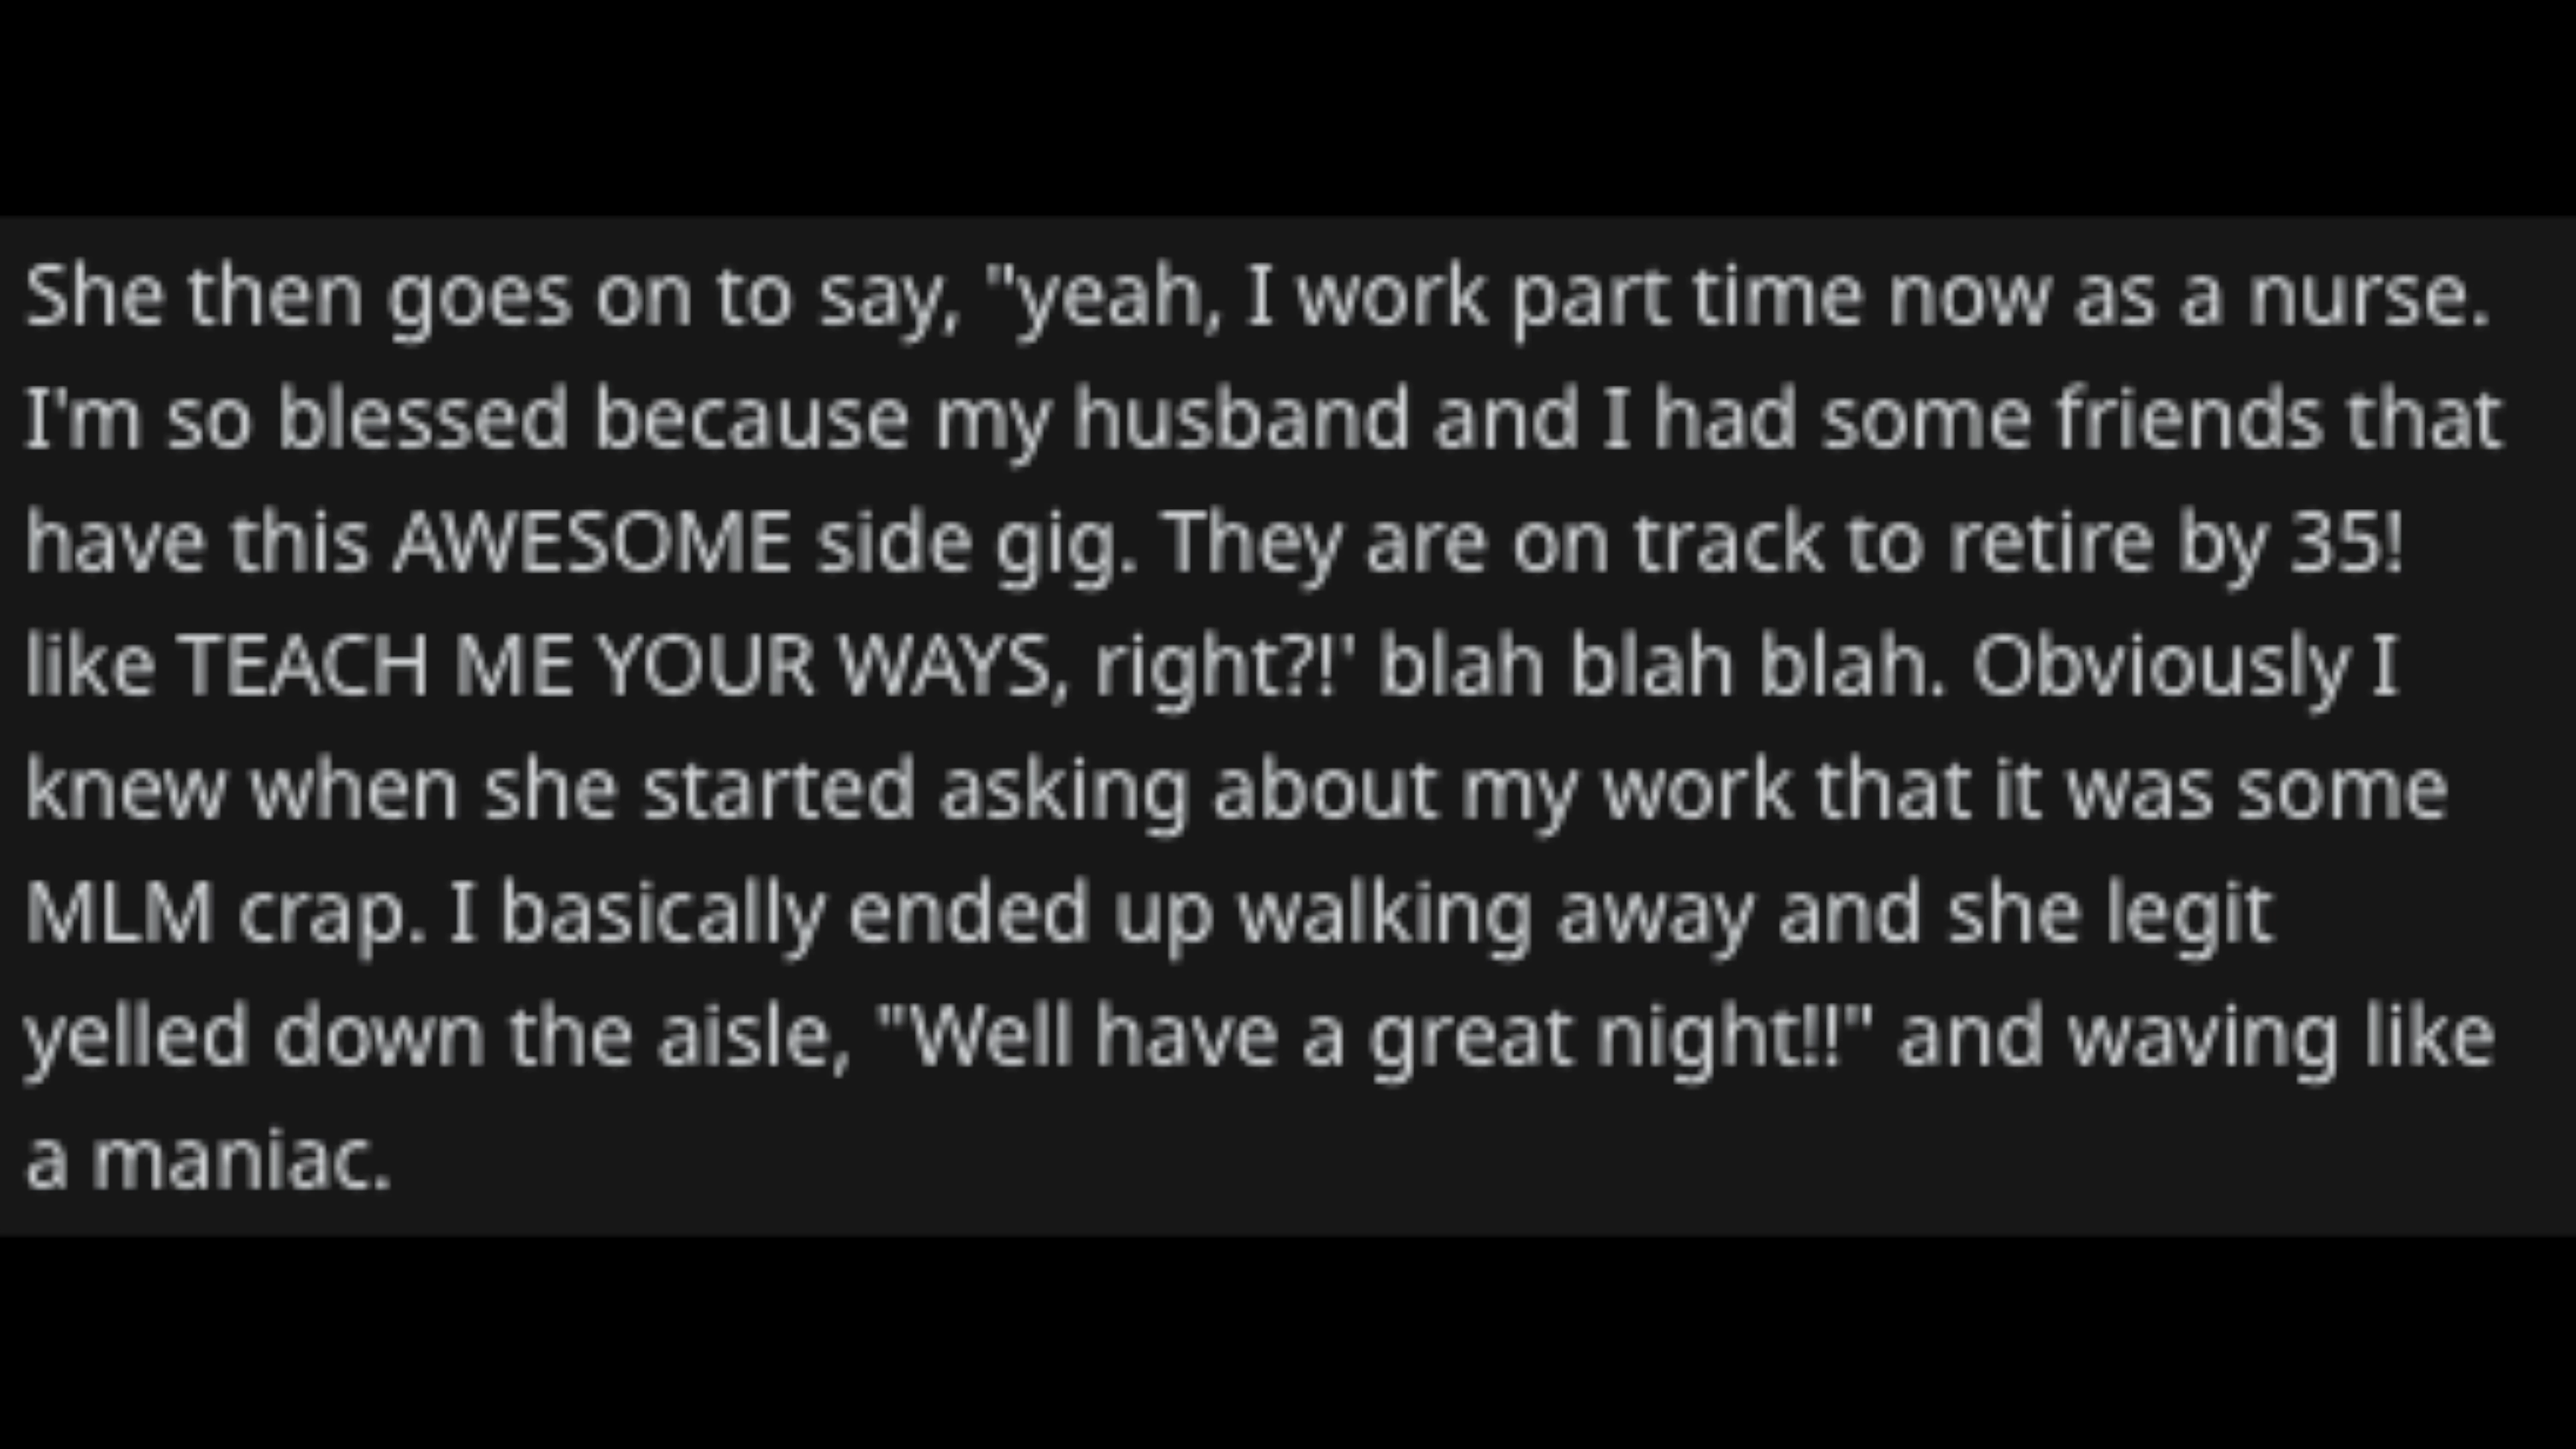 She then goes on to say, "yeah, I work part time now as a nurse.
I'm so blessed because my husband and I had some friends that
have this AWESOME side gig. They are on track to retire by 35!
like TEACH ME YOUR WAYS, right?!' blah blah blah. Obviously I
knew when she started asking about my work that it was some
MLM crap. I basically ended up walking away and she legit
yelled down the aisle, "Well have a great night!!" and waving like
a maniac.